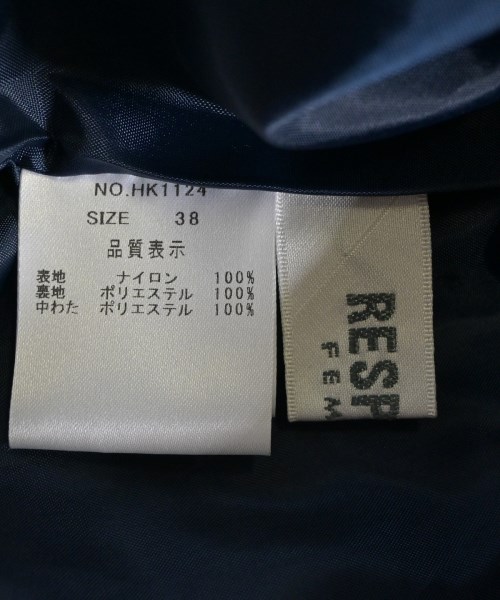 NO.HK1124
SIZE 38
品質表示
表地 ナイロン 100%
裏地 ポリエステル 100%
中わた ポリエステル 100%
RESP
FEM